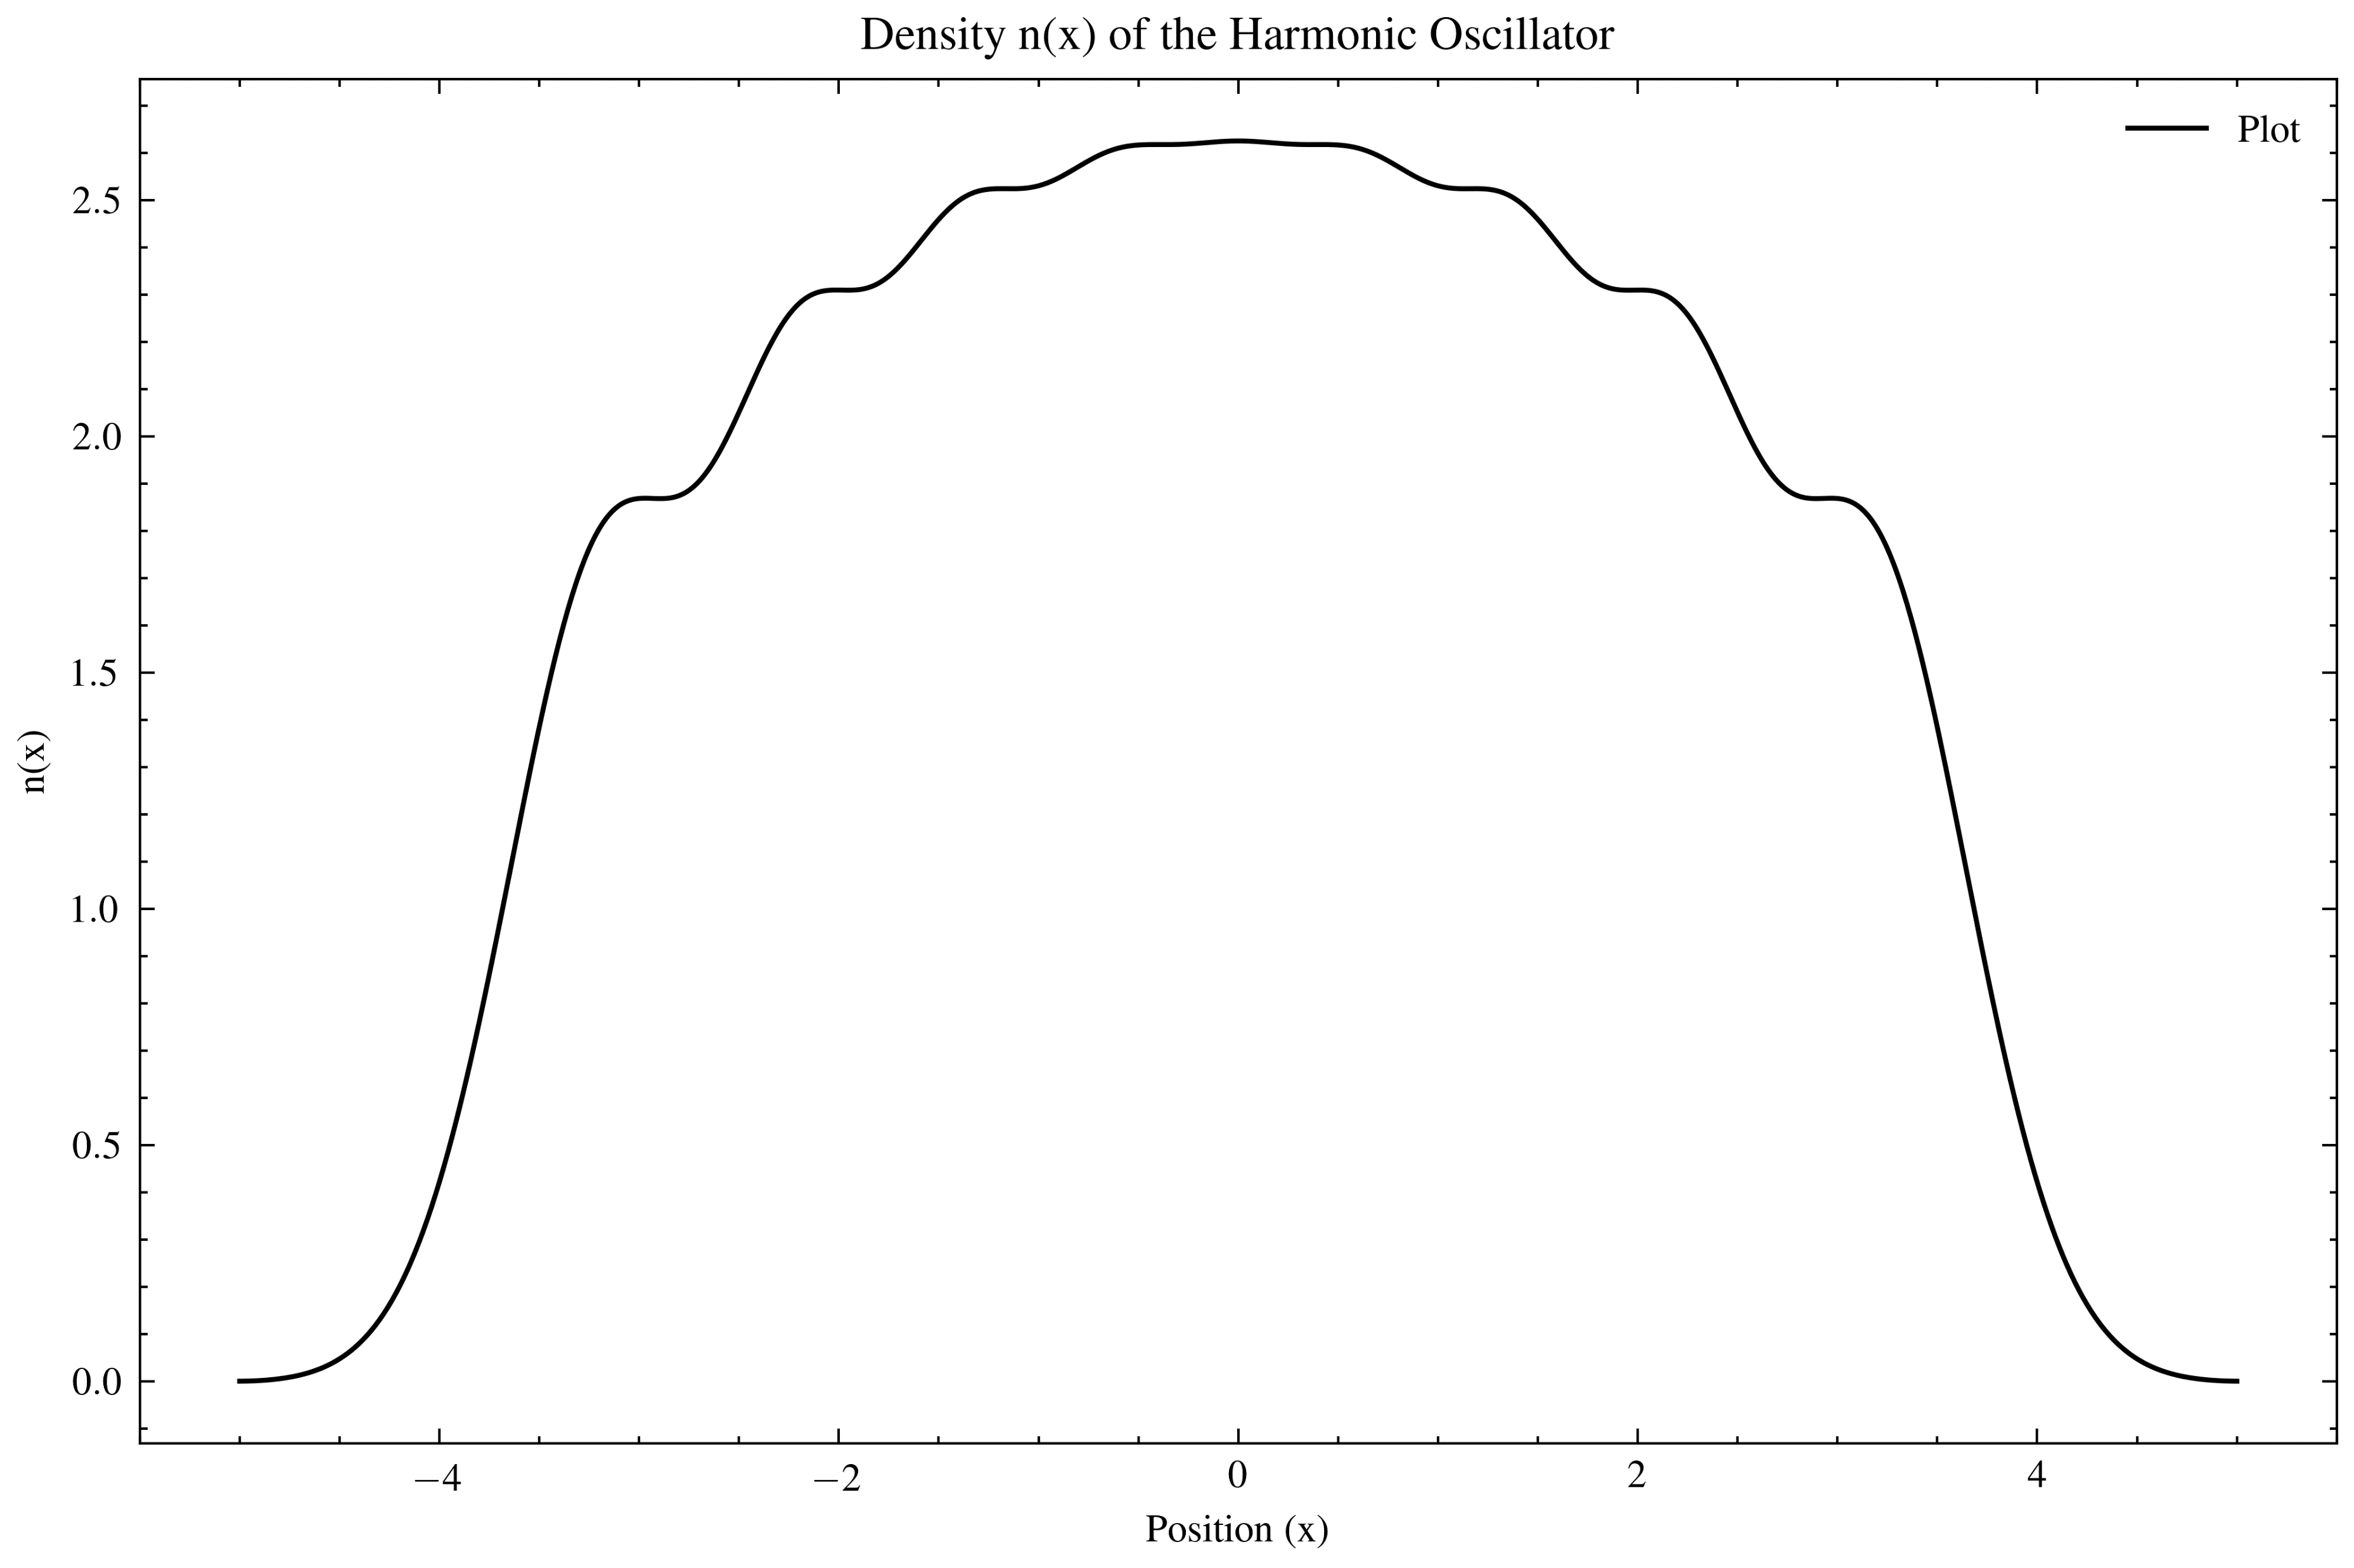 Density n(x) of the Harmonic Oscillator
Plot
2.5
2.0
1.5
1.0
0.5
0.0
n(x)
−4 −2 0 2 4
Position (x)